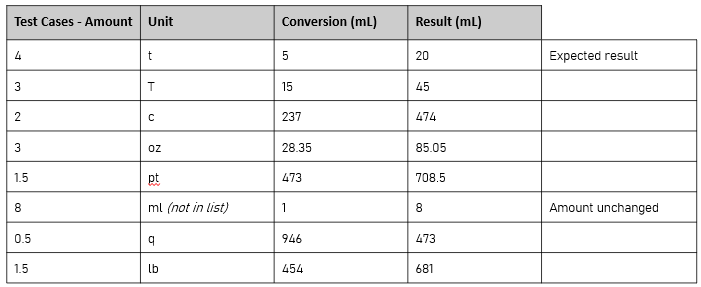 Test Cases - Amount Unit Conversion (mL) Result (mL)
4 t 5 20 Expected result
3 T 15 45
2 c 237 474
3 oz 28.35 85.05
1.5 pt 473 708.5
8 ml (not in list) 1 8 Amount unchanged
0.5 q 946 473
1.5 lb 454 681